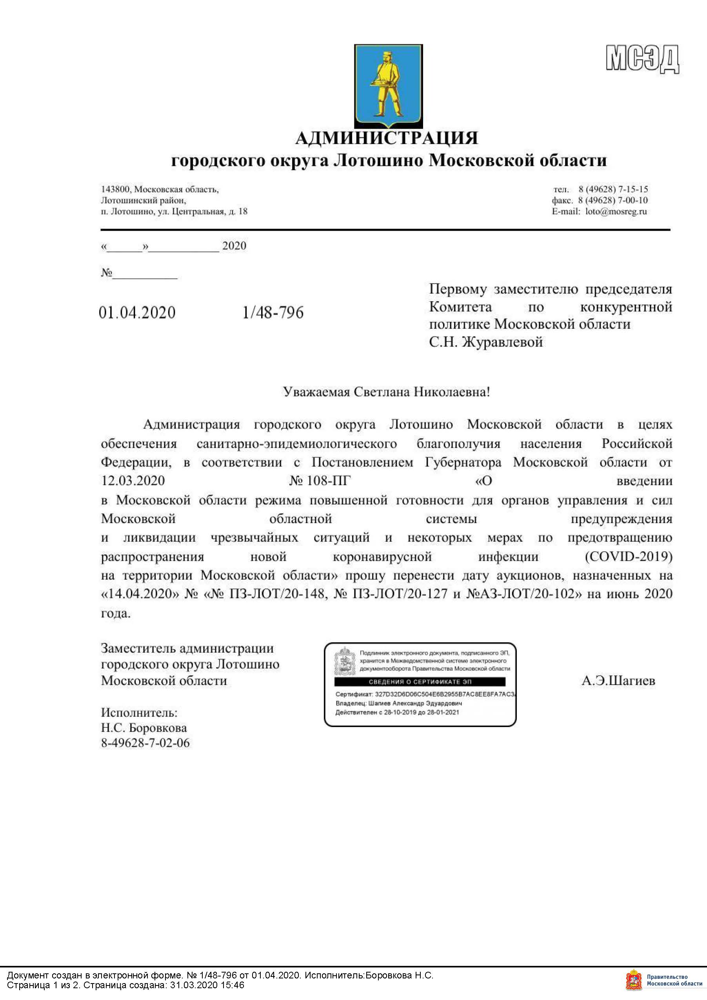 МСЭД
АДМИНИСТРАЦИЯ
городского округа Лотошино Московской области
143800, Московская область,
Лотошинский район,
п. Лотошино, ул. Центральная, д. 18
тел. 8 (49628) 7-15-15
факс. 8 (49628) 7-00-10
E-mail: loto@mosreg.ru
«______»____________ 2020
№___________
01.04.2020 1/48-796
Первому заместителю председателя
Комитета по конкурентной
политике Московской области
С.Н. Журавлевой
Уважаемая Светлана Николаевна!
Администрация городского округа Лотошино Московской области в целях
обеспечения санитарно-эпидемиологического благополучия населения Российской
Федерации, в соответствии с Постановлением Губернатора Московской области от
12.03.2020 № 108-ПГ «О введении
в Московской области режима повышенной готовности для органов управления и сил
Московской областной системы предупреждения
и ликвидации чрезвычайных ситуаций и некоторых мерах по предотвращению
распространения новой коронавирусной инфекции (COVID-2019)
на территории Московской области» прошу перенести дату аукционов, назначенных на
«14.04.2020» № «№ ПЗ-ЛОТ/20-148, № ПЗ-ЛОТ/20-127 и №АЗ-ЛОТ/20-102» на июнь 2020
года.
Заместитель администрации
городского округа Лотошино
Московской области
Подлинник электронного документа, подписанного ЭП,
хранится в Межведомственной системе электронного
документооборота Правительства Московской области
СВЕДЕНИЯ О СЕРТИФИКАТЕ ЭП
Сертификат: 327D32D6D06C504E6B2955B7AC8EE8FA7AC3
Владелец: Шагиев Александр Эдуардович
Действителен с 28-10-2019 до 28-01-2021
А.Э.Шагиев
Исполнитель:
Н.С. Боровкова
8-49628-7-02-06
Документ создан в электронной форме. № 1/48-796 от 01.04.2020. Исполнитель:Боровкова Н.С.
Страница 1 из 2. Страница создана: 31.03.2020 15:46
Правительство
Московской области